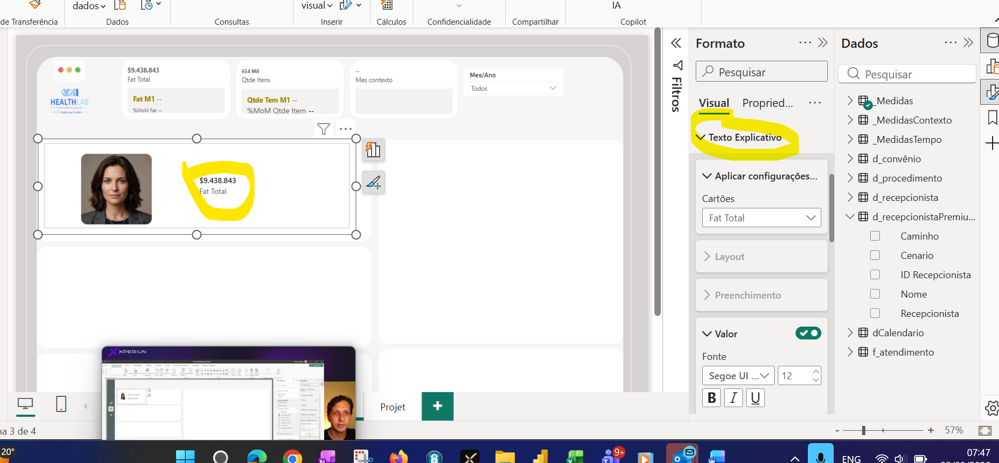 dados
visual
IA
de Transferência
Dados
Consultas
Inserir
Cálculos
Confidencialidade
Compartilhar
Copilot
$9.438.843
Fat Total
Fat M1 --
%MoM Fat --
654 Mil
Qtde Itens
Qtde Tem M1 --
%MoM Qtde Item --
--
Mes contexto
Mes/Ano
Todos
HEALTHLAB
$9.438.843
Fat Total
Filtros
Formato
Pesquisar
Visual
Propried...
Texto Explicativo
Aplicar configurações...
Cartões
Fat Total
Layout
Preenchimento
Valor
Fonte
Segoe UI ...
12
B
I
U
Dados
Pesquisar
_Medidas
_MedidasContexto
_MedidasTempo
d_convênio
d_procedimento
d_recepcionista
d_recepcionistaPremiu...
Caminho
Cenario
ID Recepcionista
Nome
Recepcionista
dCalendario
f_atendimento
XPERIUN
Projet
+
na 3 de 4
- + 57%
20°
9+
ENG
07:47